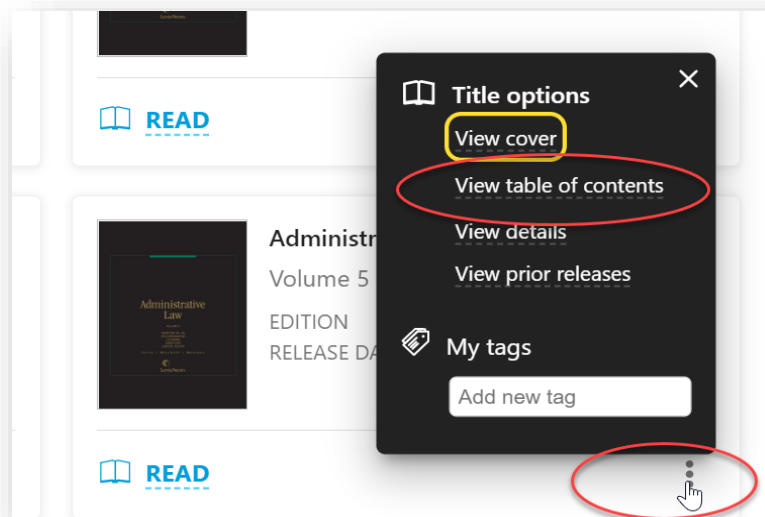 READ
Title options
View cover
View table of contents
View details
View prior releases
My tags
Add new tag
Administrative
Law
Administr
Volume 5
EDITION
RELEASE DA
READ